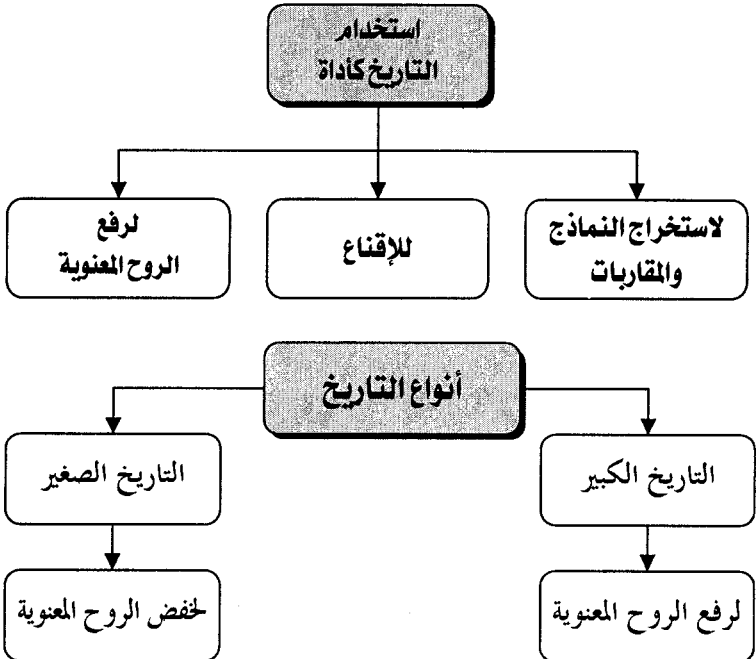 استخدام
التاريخ كأداة
لاستخراج النماذج
والمقاربات
للإقناع
لرفع
الروح المعنوية
أنواع التاريخ
التاريخ الكبير
التاريخ الصغير
لرفع الروح المعنوية
لخفض الروح المعنوية